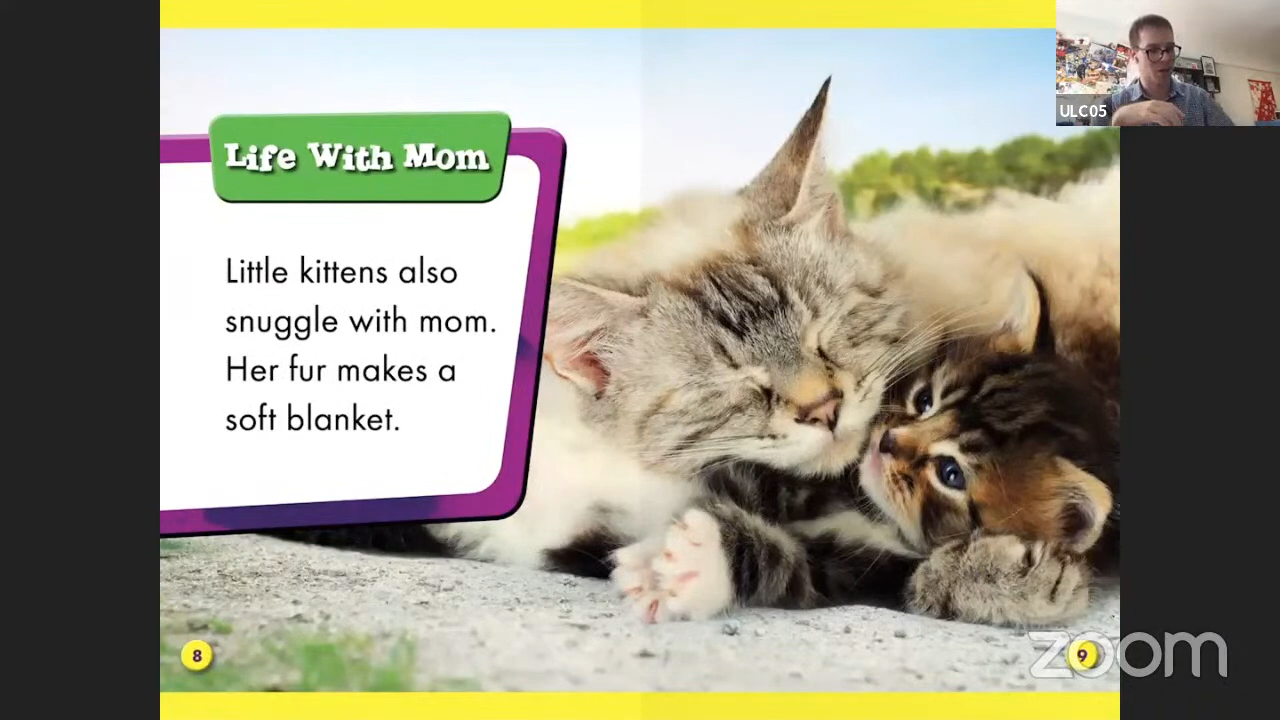 ULC05
Life With Mom
Little kittens also
snuggle with mom.
Her fur makes a
soft blanket.
8
9
zoom